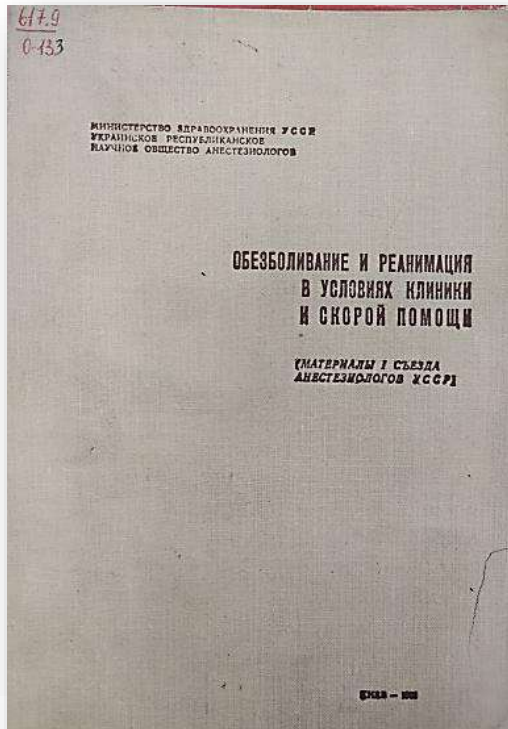 617.9
О-133
МИНИСТЕРСТВО ЗДРАВООХРАНЕНИЯ УССР
УКРАИНСКОЕ РЕСПУБЛИКАНСКОЕ
НАУЧНОЕ ОБЩЕСТВО АНЕСТЕЗИОЛОГОВ
ОБЕЗБОЛИВАНИЕ И РЕАНИМАЦИЯ
В УСЛОВИЯХ КЛИНИКИ
И СКОРОЙ ПОМОЩИ
(МАТЕРИАЛЫ I СЪЕЗДА
АНЕСТЕЗИОЛОГОВ УССР)
КИЕВ –